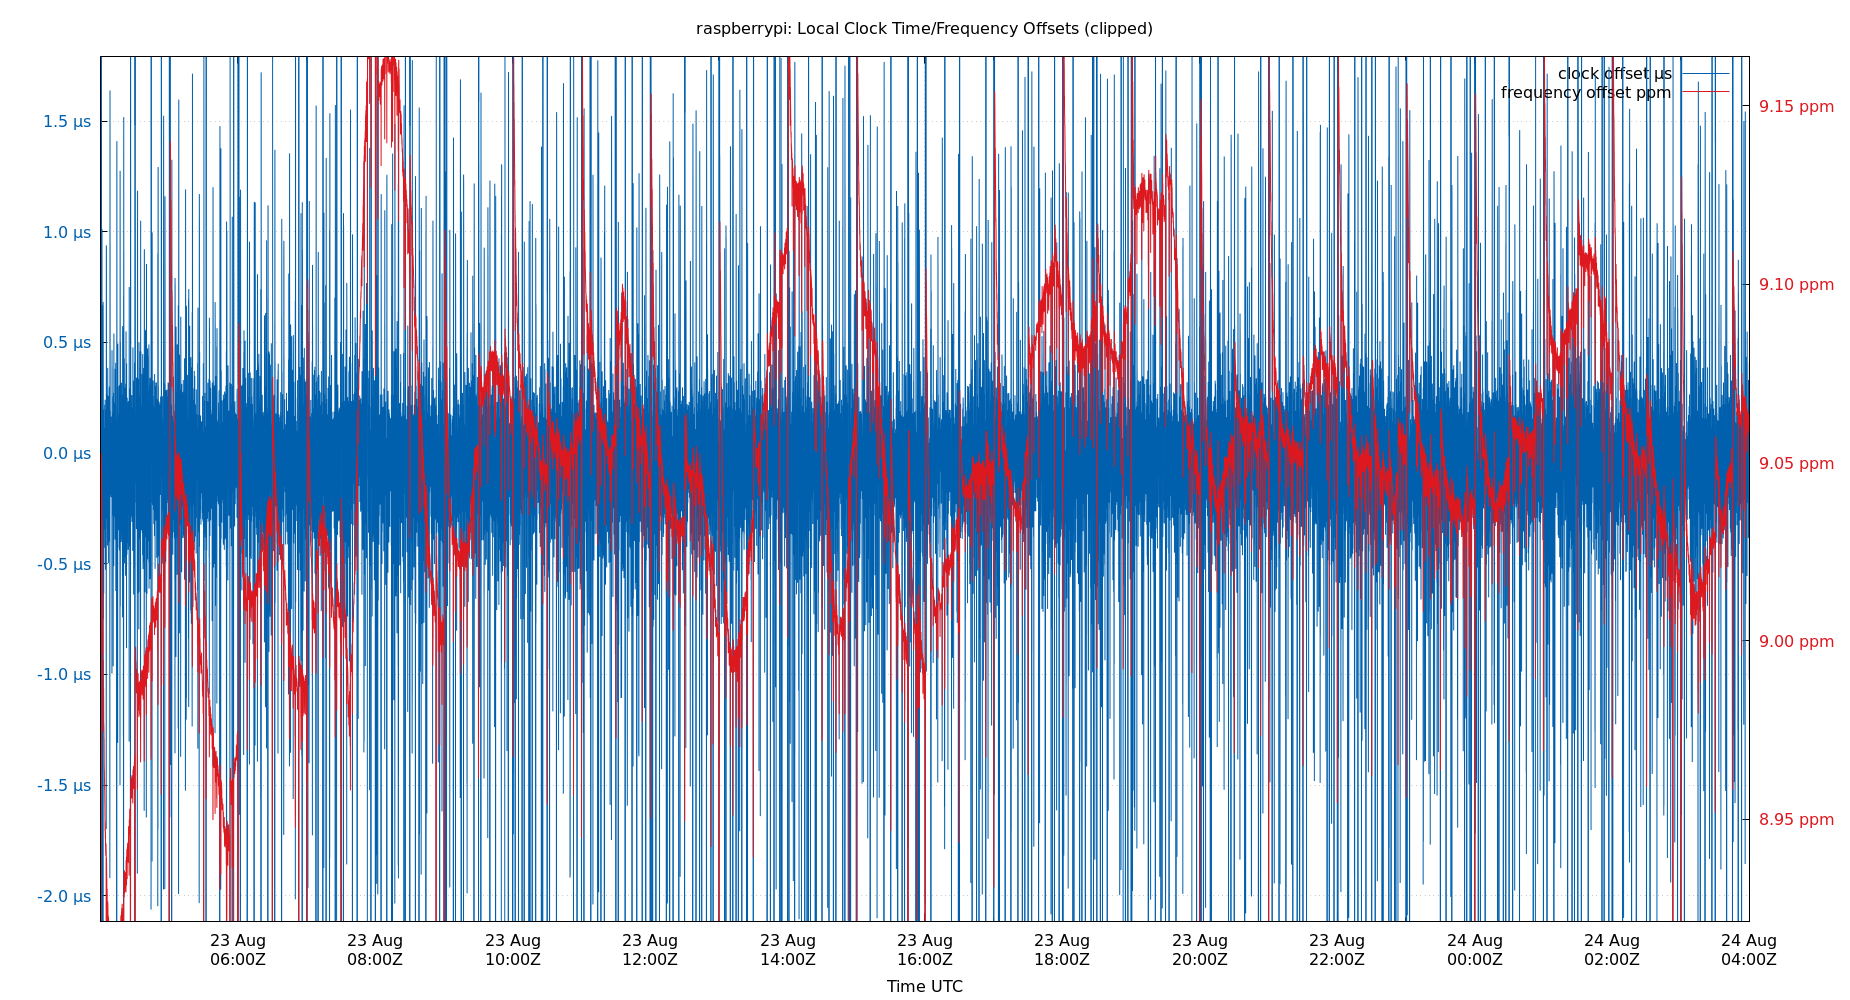 raspberrypi: Local Clock Time/Frequency Offsets (clipped)
clock offset µs
frequency offset ppm
1.5 µs
1.0 µs
0.5 µs
0.0 µs
-0.5 µs
-1.0 µs
-1.5 µs
-2.0 µs
9.15 ppm
9.10 ppm
9.05 ppm
9.00 ppm
8.95 ppm
23 Aug 23 Aug 23 Aug 23 Aug 23 Aug 23 Aug 23 Aug 23 Aug 23 Aug 24 Aug 24 Aug 24 Aug
06:00Z 08:00Z 10:00Z 12:00Z 14:00Z 16:00Z 18:00Z 20:00Z 22:00Z 00:00Z 02:00Z 04:00Z
Time UTC